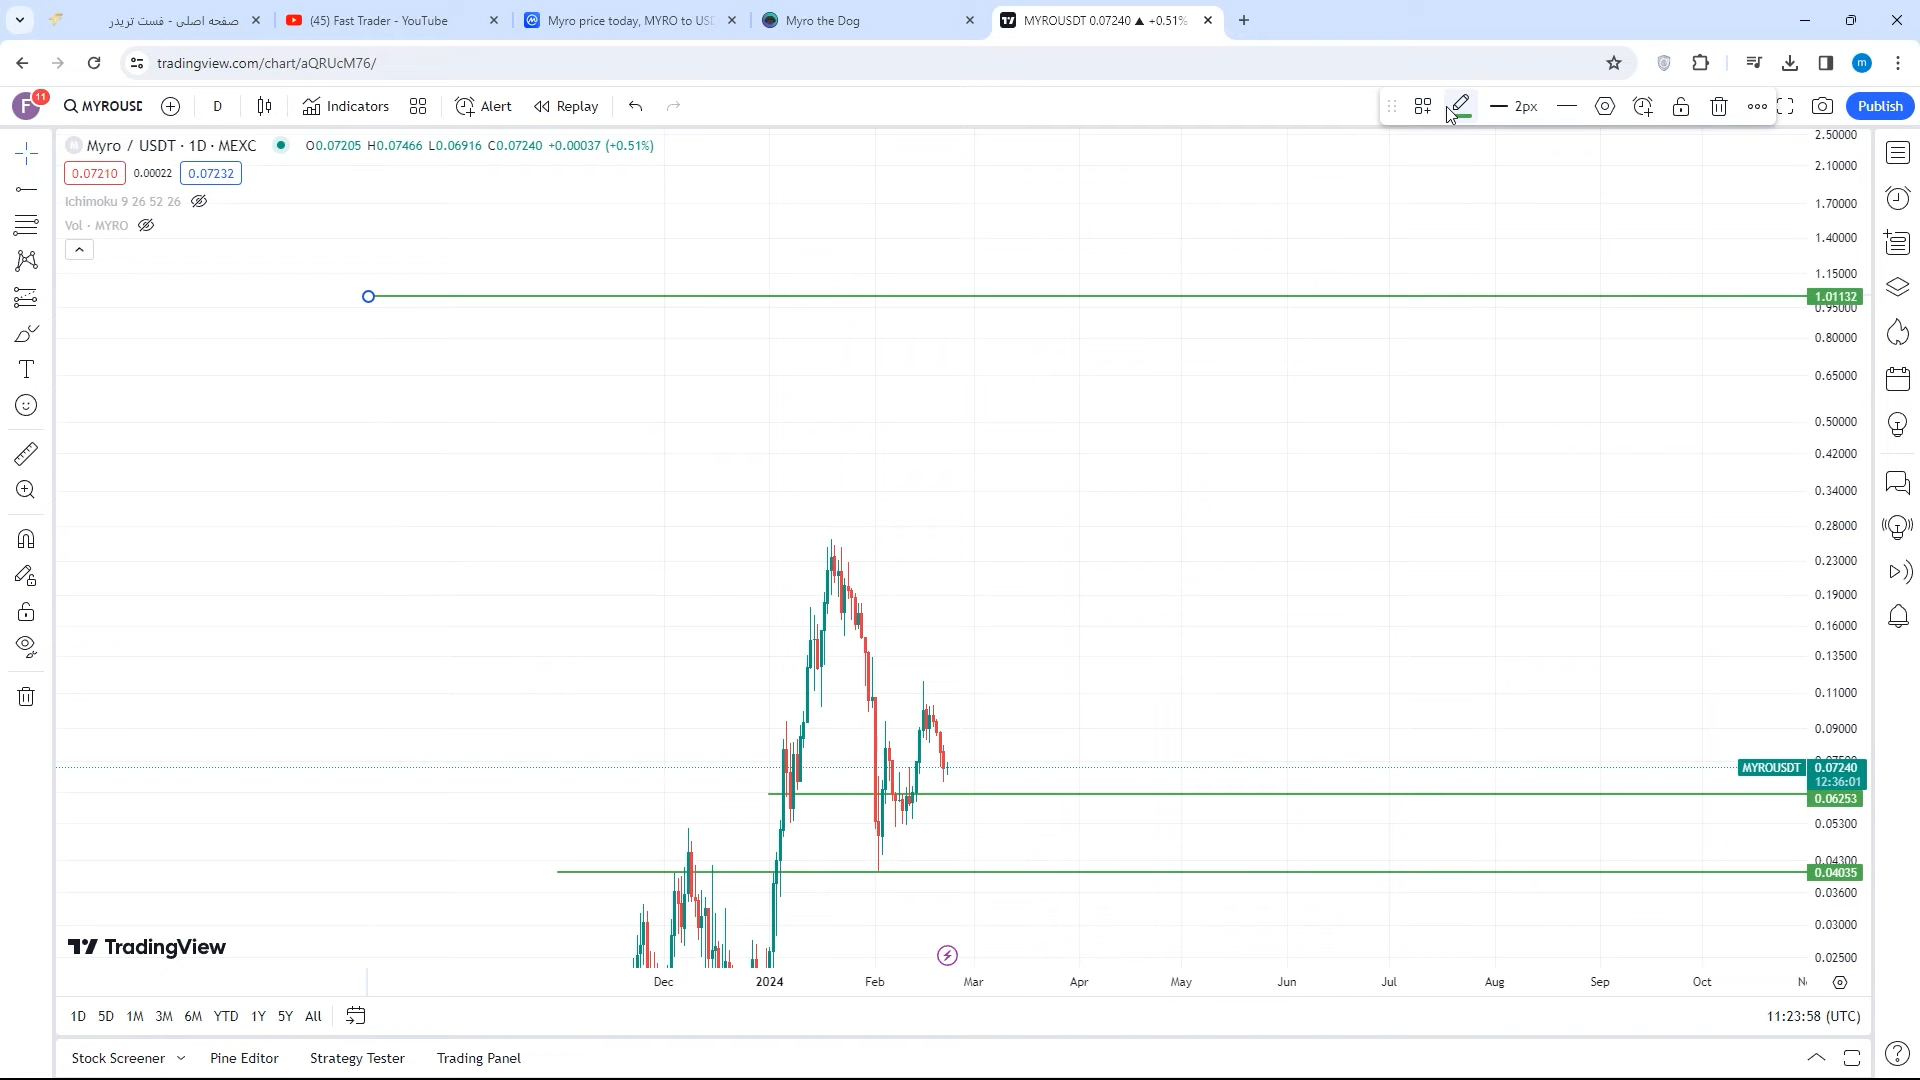 صفحه اصلی - فست تریدر
(45) Fast Trader - YouTube
Myro price today, MYRO to USD
Myro the Dog
MYROUSDT 0.07240 ▲ +0.51%
tradingview.com/chart/aQRUcM76/
m
F 11
MYROUSD
D
Indicators
Alert
Replay
2px
Publish
Myro / USDT · 1D · MEXC
O0.07205 H0.07466 L0.06916 C0.07240 +0.00037 (+0.51%)
0.07210 0.00022 0.07232
Ichimoku 9 26 52 26
Vol · MYRO
2.50000
2.10000
1.70000
1.40000
1.15000
1.01132
0.95000
0.80000
0.65000
0.50000
0.42000
0.34000
0.28000
0.23000
0.19000
0.16000
0.13500
0.11000
0.09000
MYROUSDT 0.07240
12:36:01
0.06253
0.05300
0.04300
0.04035
0.03600
0.03000
0.02500
TradingView
Dec 2024 Feb Mar Apr May Jun Jul Aug Sep Oct
1D 5D 1M 3M 6M YTD 1Y 5Y All
11:23:58 (UTC)
Stock Screener Pine Editor Strategy Tester Trading Panel